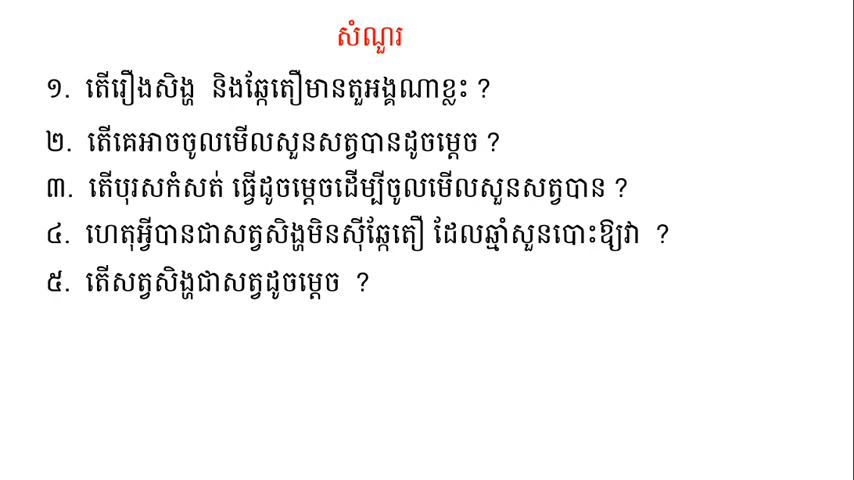 សំណួរ
១. តើរឿងសិង្ហ និងឆ្កែតឿមានតួអង្គណាខ្លះ ?
២. តើគេអាចចូលមើលសួនសត្វបានដូចម្ដេច ?
៣. តើបុរសកំសត់ ធ្វើដូចម្ដេចដើម្បីចូលមើលសួនសត្វបាន ?
៤. ហេតុអ្វីបានជាសត្វសិង្ហមិនស៊ីឆ្កែតឿ ដែលឆ្មាំសួនបោះឱ្យវា ?
៥. តើសត្វសិង្ហជាសត្វដូចម្ដេច ?